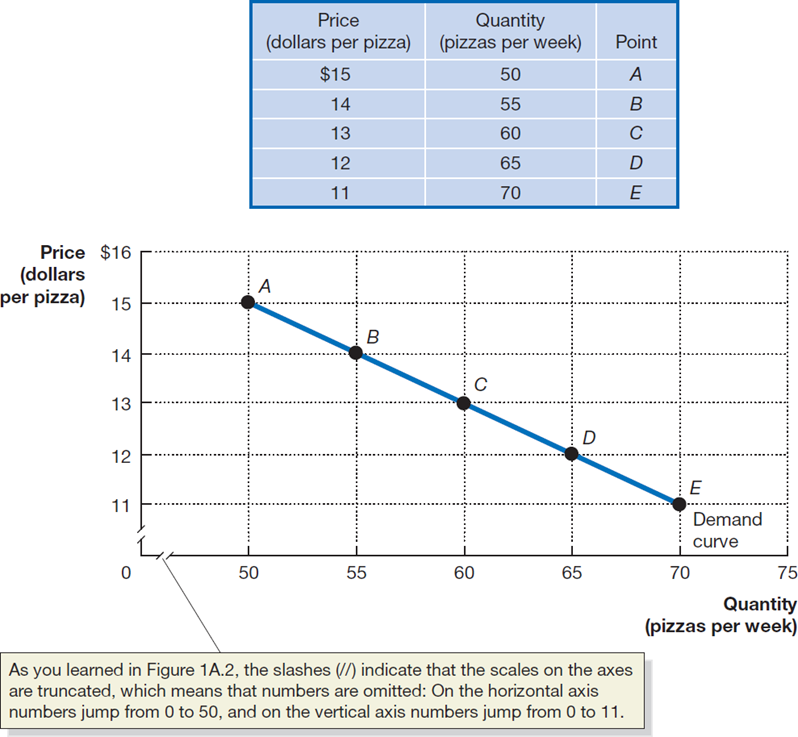 Price Quantity
(dollars per pizza) (pizzas per week) Point
$15 50 A
14 55 B
13 60 C
12 65 D
11 70 E
Price $16
(dollars
per pizza) 15
A
14
B
13
C
12
D
11
E
Demand
curve
0 50 55 60 65 70 75
Quantity
(pizzas per week)
As you learned in Figure 1A.2, the slashes (//) indicate that the scales on the axes
are truncated, which means that numbers are omitted: On the horizontal axis
numbers jump from 0 to 50, and on the vertical axis numbers jump from 0 to 11.